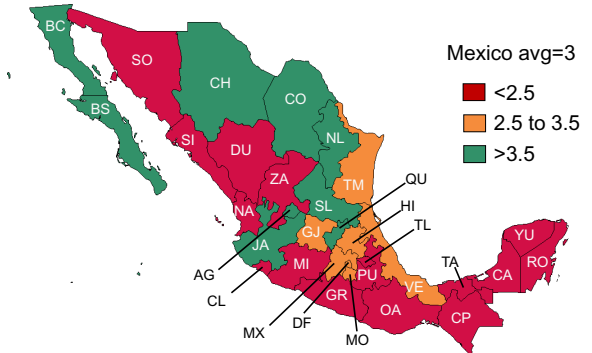 BC
SO
CH
Mexico avg=3
<2.5
2.5 to 3.5
>3.5
CO
BS
NL
SI
DU
ZA
TM
QU
SL
HI
NA
GJ
TL
JA
YU
AG
MI
TA
RO
CA
PU
VE
CL
GR
OA
CP
MX
DF
MO